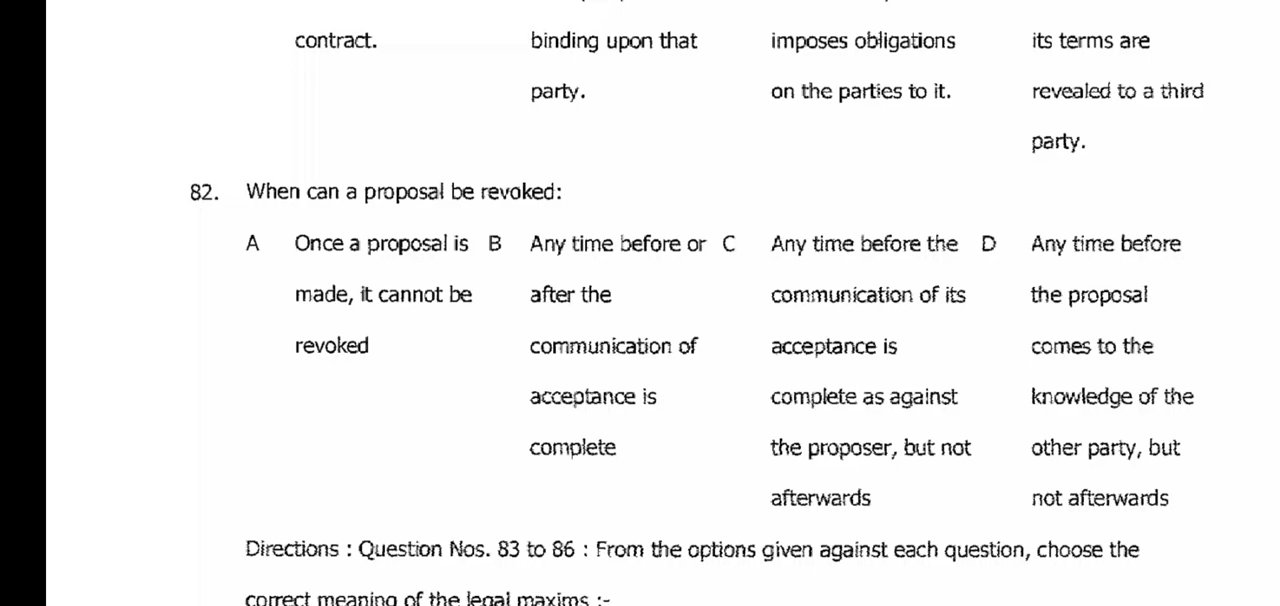 contract. binding upon that imposes obligations its terms are
party. on the parties to it. revealed to a third
party.
82. When can a proposal be revoked:
A Once a proposal is B Any time before or C Any time before the D Any time before
made, it cannot be after the communication of its the proposal
revoked communication of acceptance is comes to the
acceptance is complete as against knowledge of the
complete the proposer, but not other party, but
afterwards not afterwards
Directions : Question Nos. 83 to 86 : From the options given against each question, choose the
correct meaning of the legal maxims :-